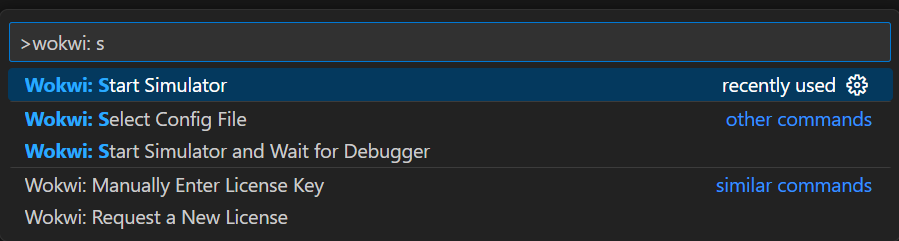 >wokwi: s
Wokwi: Start Simulator recently used
Wokwi: Select Config File other commands
Wokwi: Start Simulator and Wait for Debugger
Wokwi: Manually Enter License Key similar commands
Wokwi: Request a New License